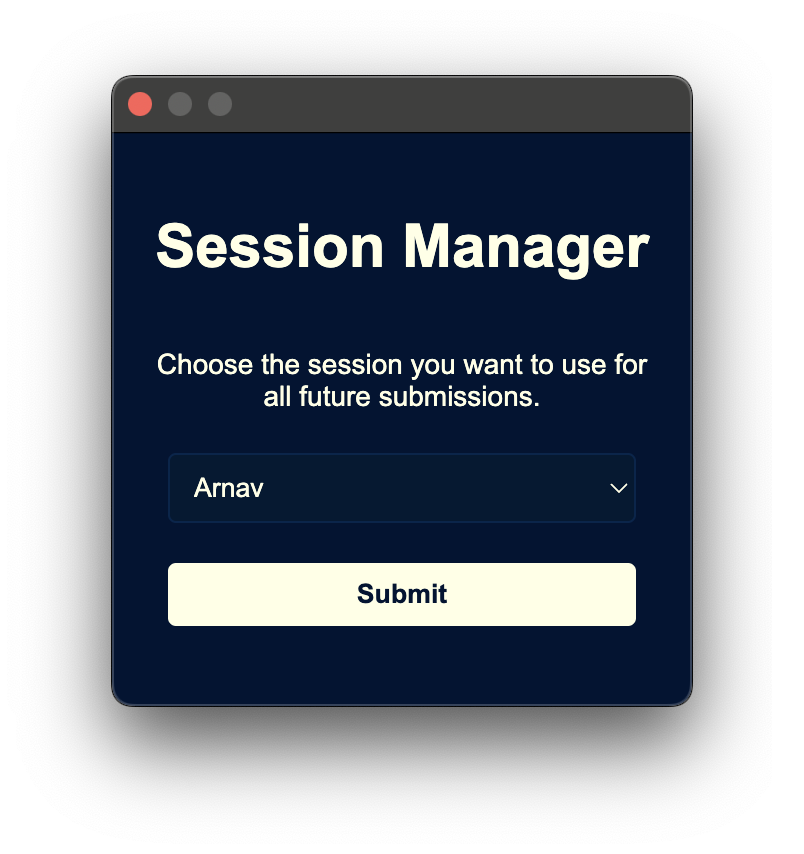 Session Manager
Choose the session you want to use for
all future submissions.
Arnav
Submit